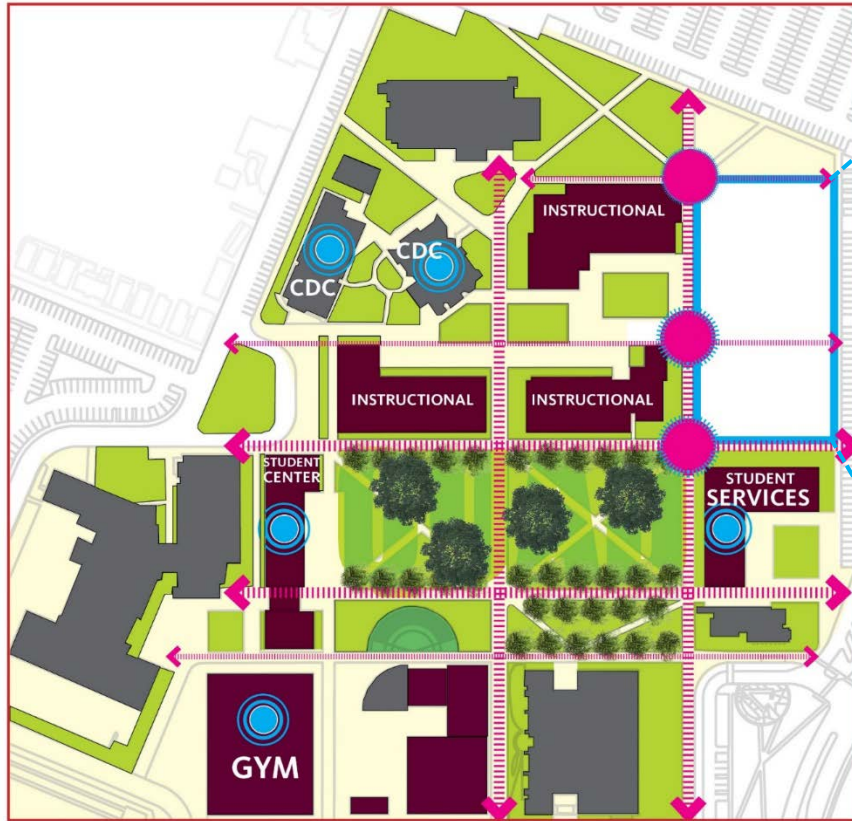 INSTRUCTIONAL
CDC
CDC
INSTRUCTIONAL
INSTRUCTIONAL
STUDENT
CENTER
STUDENT
SERVICES
GYM